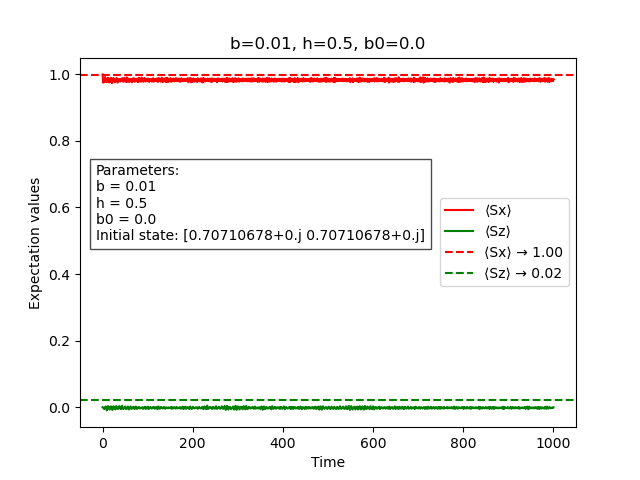 b=0.01, h=0.5, b0=0.0
Expectation values
1.0
0.8
0.6
0.4
0.2
0.0
Parameters:
b = 0.01
h = 0.5
b0 = 0.0
Initial state: [0.70710678+0.j 0.70710678+0.j]
⟨Sx⟩
⟨Sz⟩
⟨Sx⟩ → 1.00
⟨Sz⟩ → 0.02
0 200 400 600 800 1000
Time